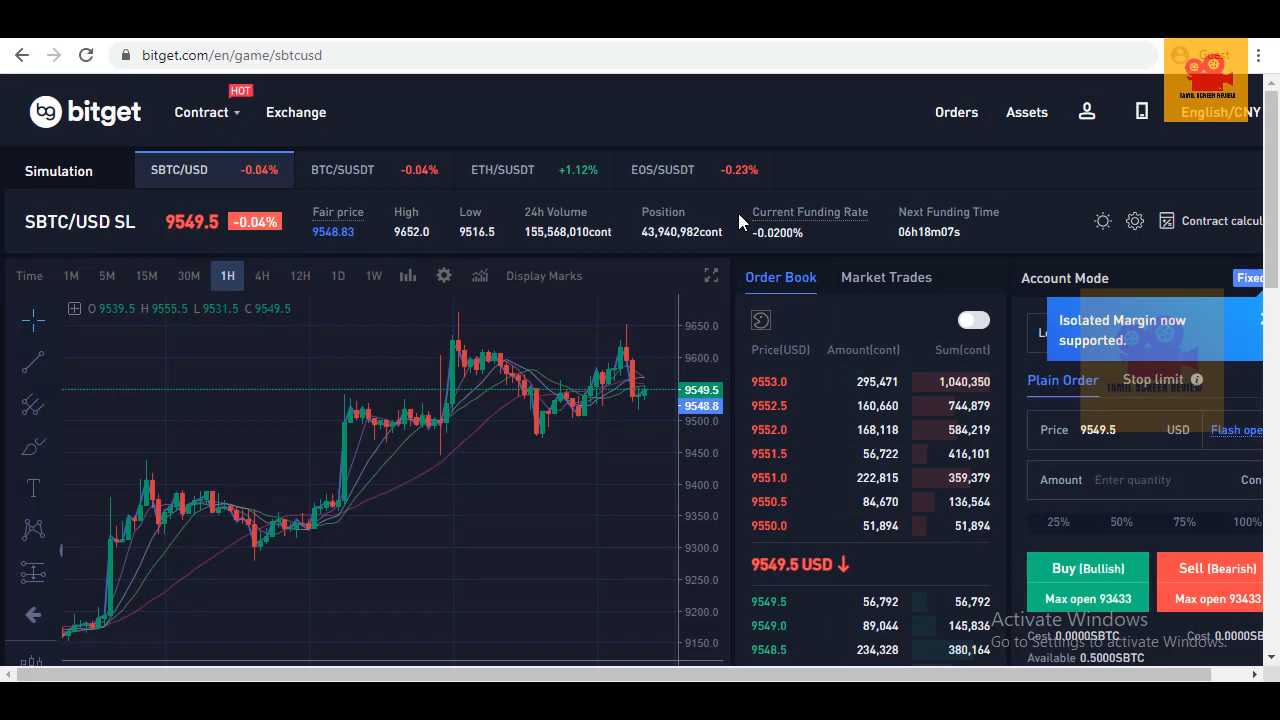 bitget.com/en/game/sbtcusd
Guest
bg bitget
Contract
HOT
Exchange
Orders
Assets
English/CNY
TAMIL SCREEN REVIEW
Simulation
SBTC/USD -0.04%
BTC/SUSDT -0.04%
ETH/SUSDT +1.12%
EOS/SUSDT -0.23%
SBTC/USD SL 9549.5 -0.04%
Fair price High Low 24h Volume Position Current Funding Rate Next Funding Time
9548.83 9652.0 9516.5 155,568,010cont 43,940,982cont -0.0200% 06h18m07s
Contract calcul
Time 1M 5M 15M 30M 1H 4H 12H 1D 1W Display Marks
O 9539.5 H 9555.5 L 9531.5 C 9549.5
9650.0
9600.0
9549.5
9548.8
9500.0
9450.0
9400.0
9350.0
9300.0
9250.0
9200.0
9150.0
Order Book Market Trades
Price(USD) Amount(cont) Sum(cont)
9553.0 295,471 1,040,350
9552.5 160,660 744,879
9552.0 168,118 584,219
9551.5 56,722 416,101
9551.0 222,815 359,379
9550.5 84,670 136,564
9550.0 51,894 51,894
9549.5 USD ↓
9549.5 56,792 56,792
9549.0 89,044 145,836
9548.5 234,328 380,164
Account Mode Fixed
Isolated Margin now
supported.
TAMIL SCREEN REVIEW
Plain Order Stop limit
Price 9549.5 USD Flash ope
Amount Enter quantity Con
25% 50% 75% 100%
Buy (Bullish) Sell (Bearish)
Max open 93433 Max open 93433
Activate Windows
Go to Settings to activate Windows.
Cost 0.0000SBTC Cost 0.0000SB
Available 0.5000SBTC